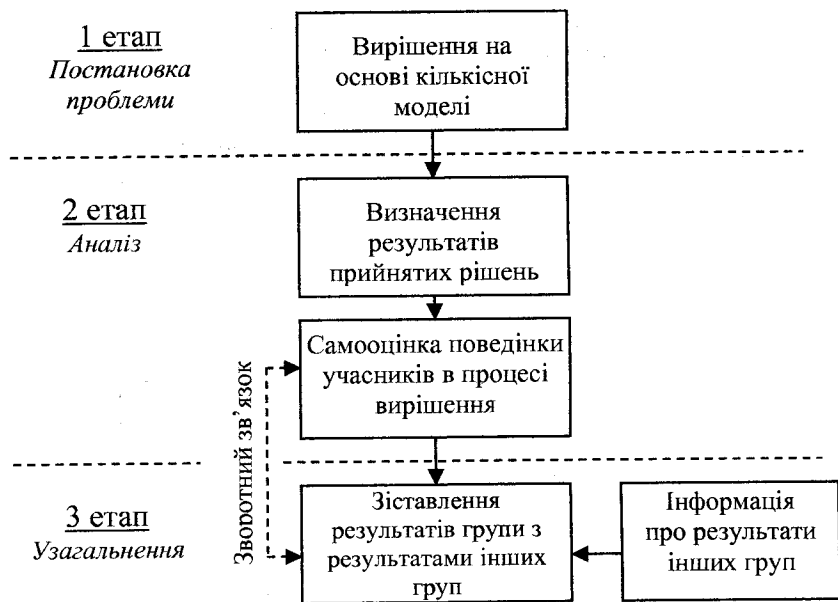 1 етап
Постановка
проблеми
Вирішення на
основі кількісної
моделі
2 етап
Аналіз
Визначення
результатів
прийнятих рішень
Самооцінка поведінки
учасників в процесі
вирішення
Зворотний зв’язок
3 етап
Узагальнення
Зіставлення
результатів групи з
результатами інших
груп
Інформація
про результати
інших груп